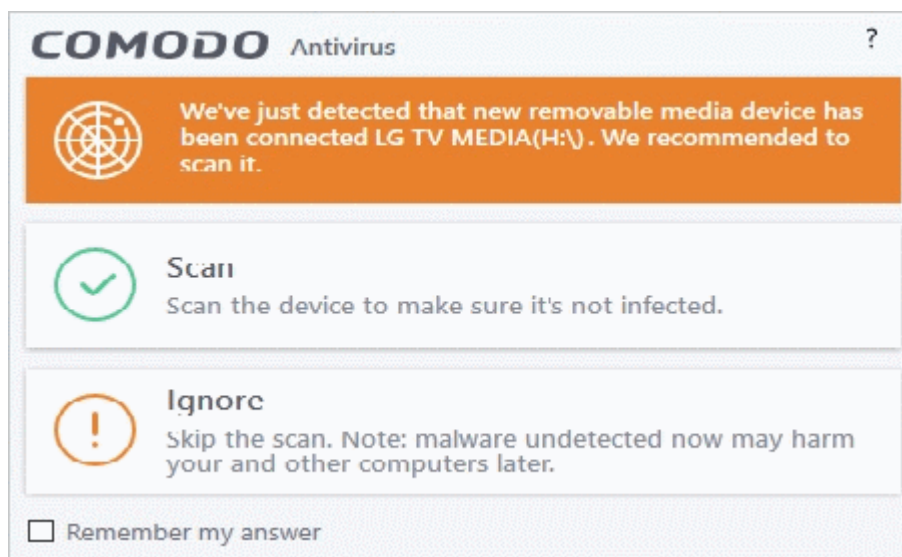 COMODO Antivirus ?
We've just detected that new removable media device has
been connected LG TV MEDIA(H:\). We recommended to
scan it.
Scan
Scan the device to make sure it's not infected.
Ignore
Skip the scan. Note: malware undetected now may harm
your and other computers later.
Remember my answer